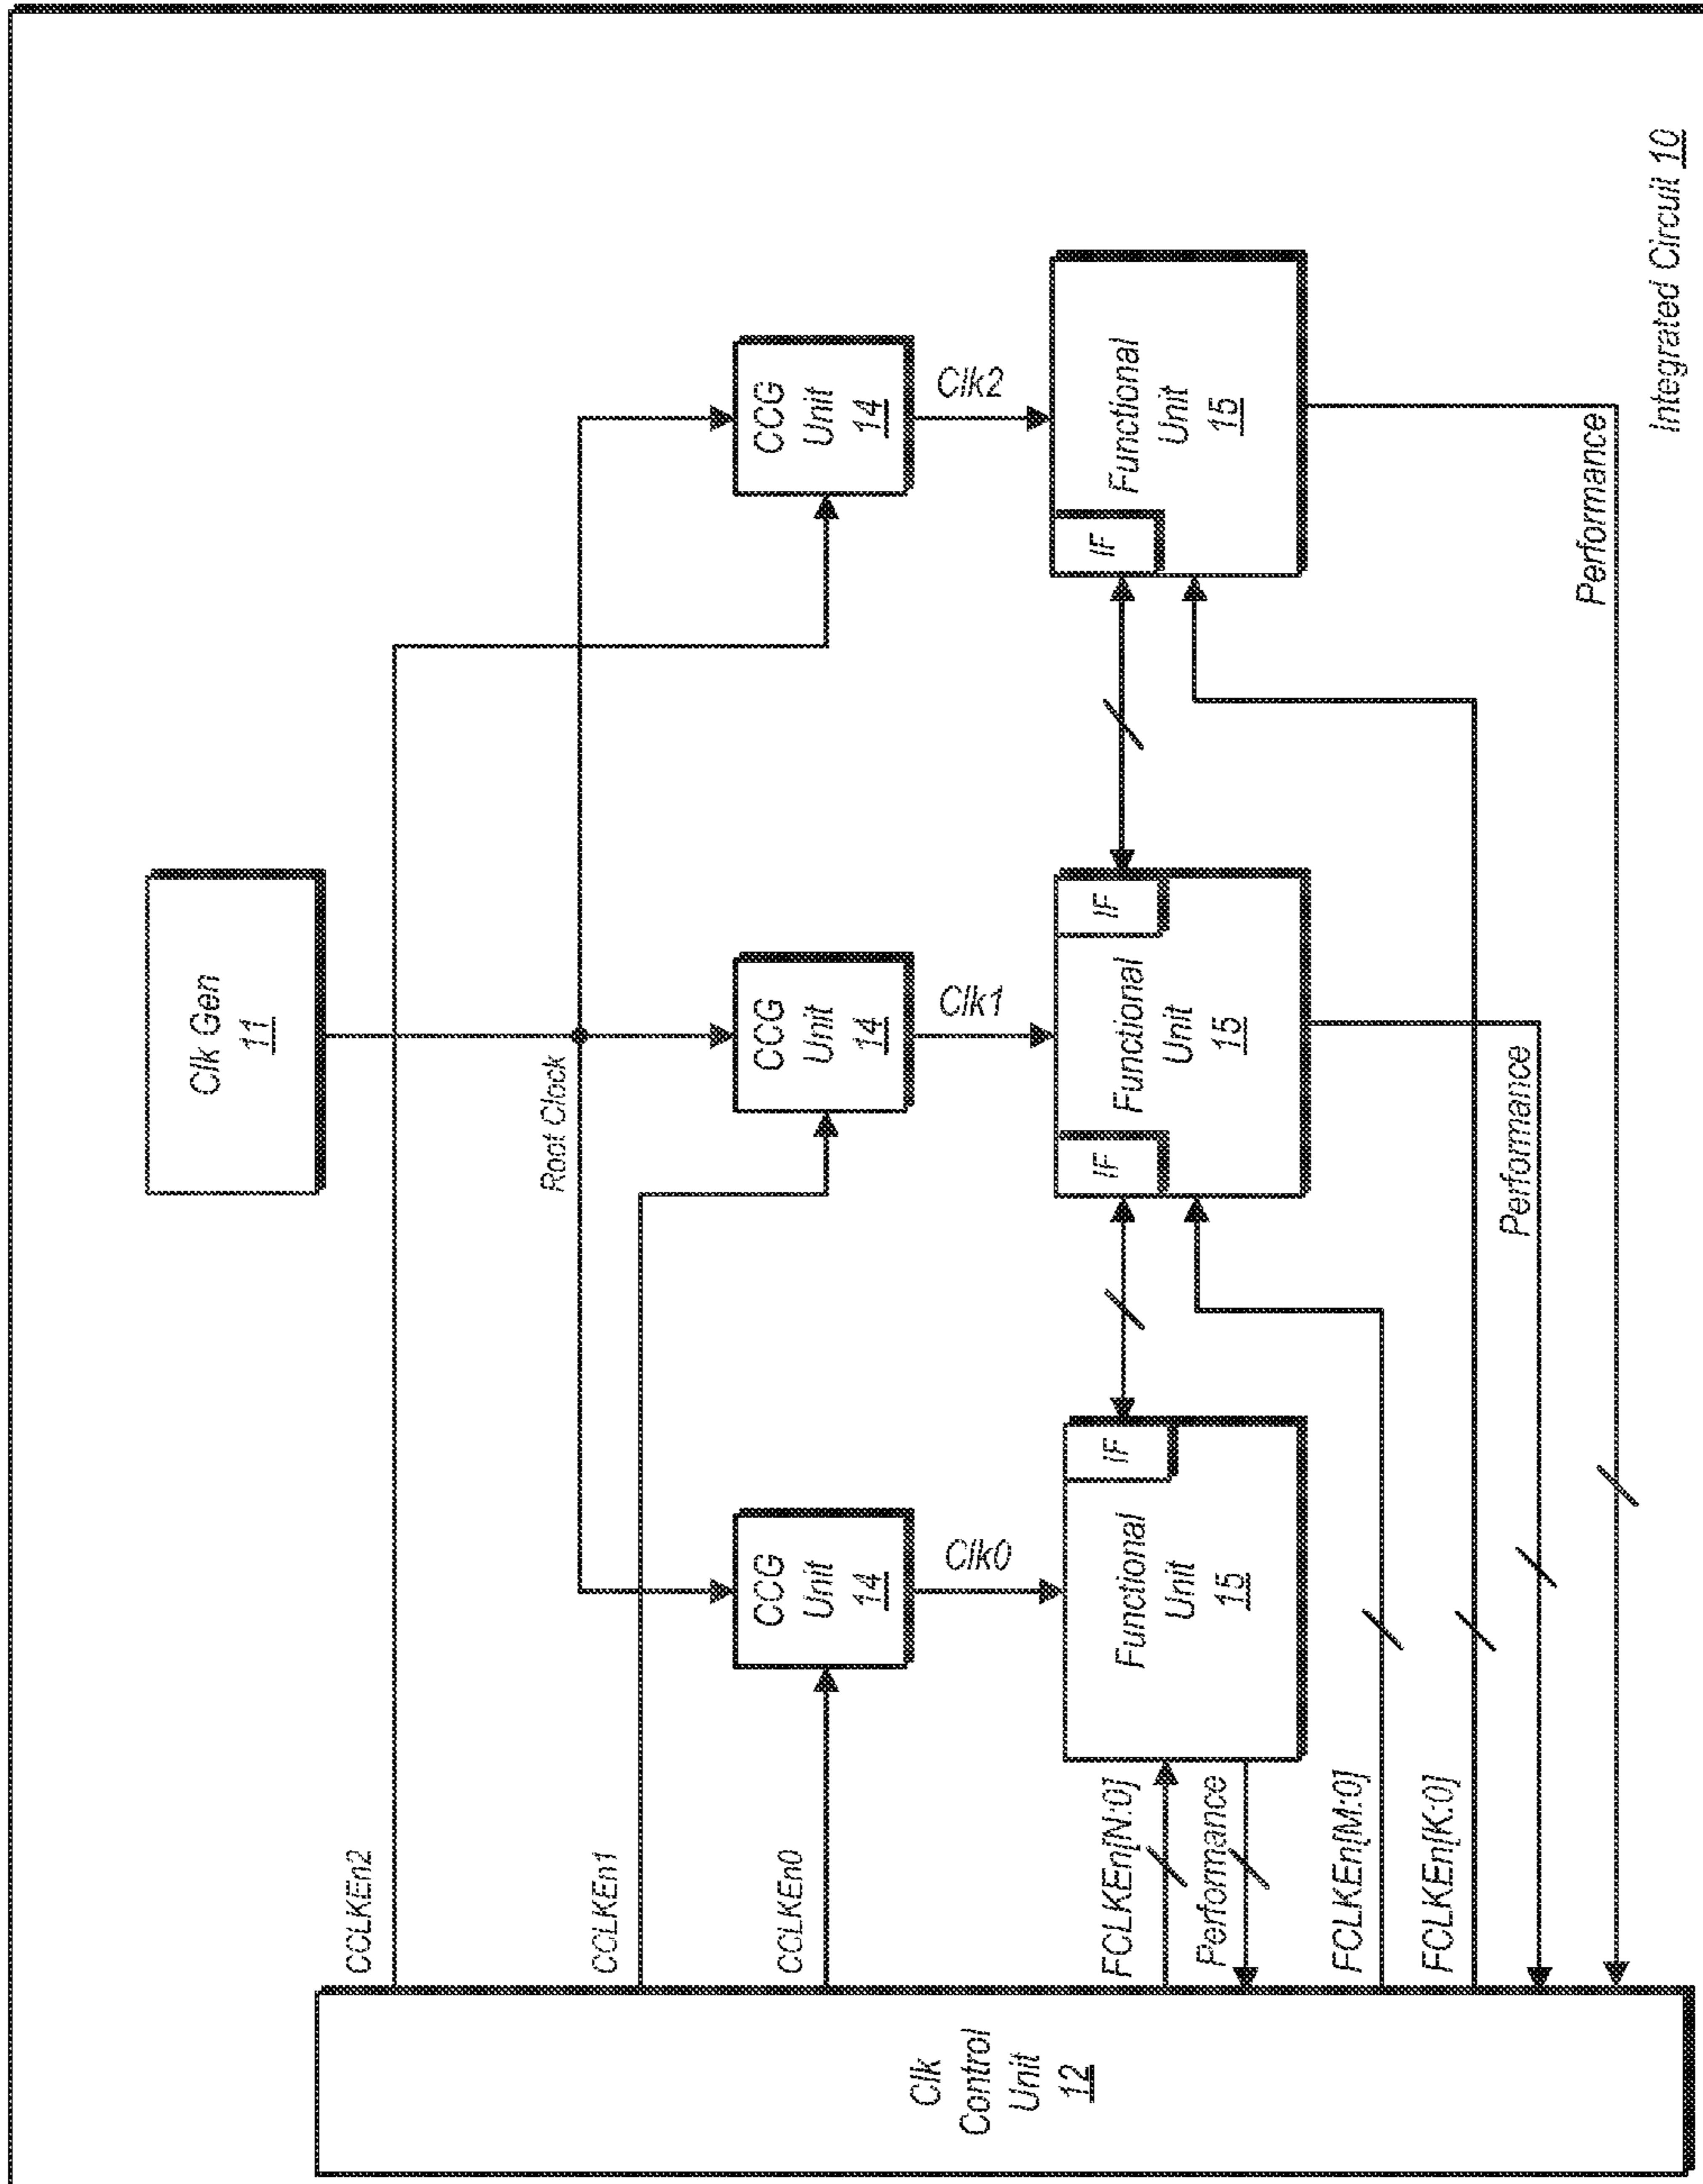 Clk Gen
11
CCLKEn2
Root Clock
CCLKEn1
CCLKEn0
CCG
Unit
14
CCG
Unit
14
CCG
Unit
14
Clk0
Clk1
Clk2
Clk
Control
Unit
12
IF
Functional
Unit
15
IF
IF
Functional
Unit
15
IF
Functional
Unit
15
FCLKEn[N:0]
Performance
FCLKEn[M:0]
FCLKEn[K:0]
Performance
Performance
Integrated Circuit 10